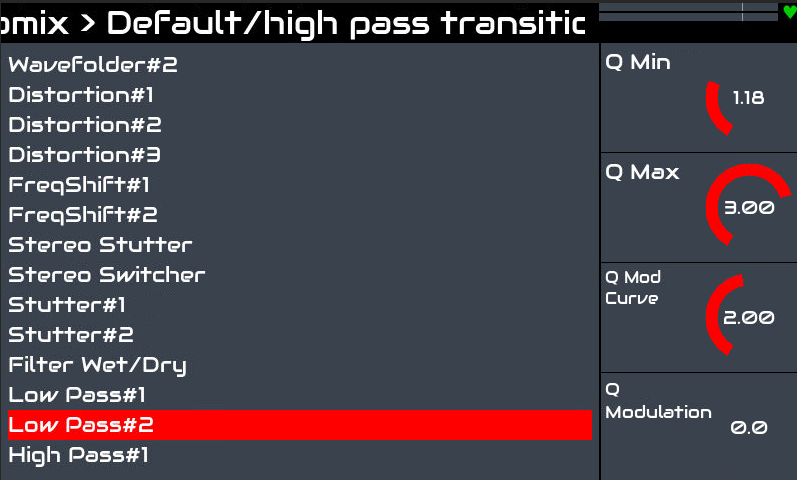 omix > Default/high pass transitic
Wavefolder#2
Distortion#1
Distortion#2
Distortion#3
FreqShift#1
FreqShift#2
Stereo Stutter
Stereo Switcher
Stutter#1
Stutter#2
Filter Wet/Dry
Low Pass#1
Low Pass#2
High Pass#1
Q Min
1.18
Q Max
3.00
Q Mod
Curve
2.00
Q
Modulation
0.0